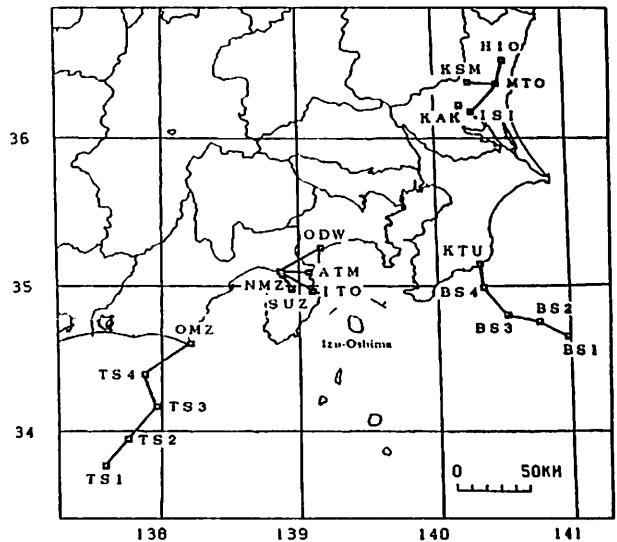 HIO
KSM
MTO
KAK
ISI
36
ODW
KTU
ATM
NMZ
ITO
35
SUZ
BS4
BS2
OMZ
BS3
Izu-Oshima
BS1
TS4
TS3
34
TS2
TS1
0 50KM
138 139 140 141